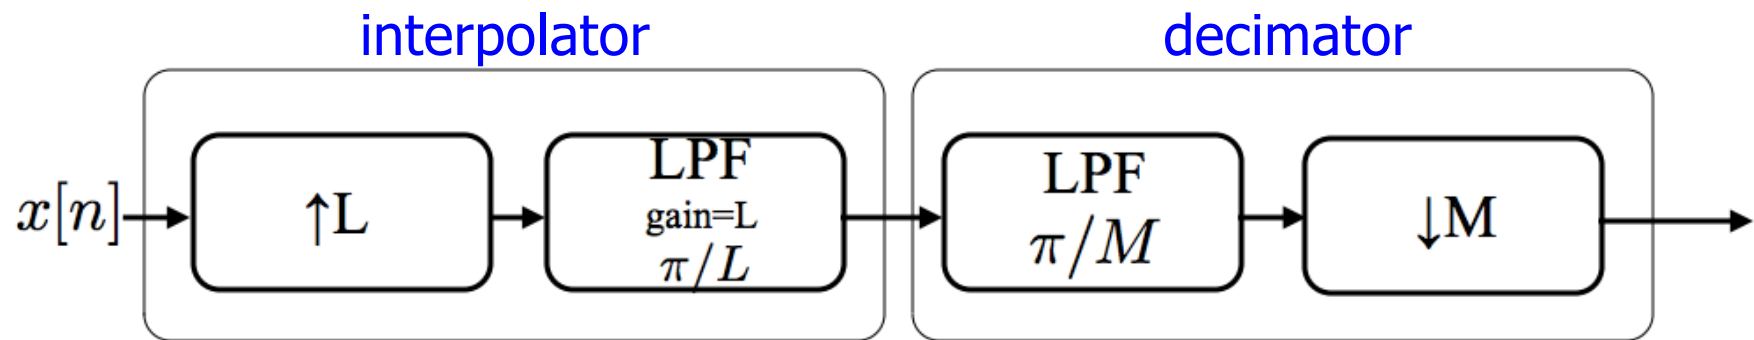 interpolator
decimator
x[n]
↑L
LPF
gain=L
π/L
LPF
π/M
↓M